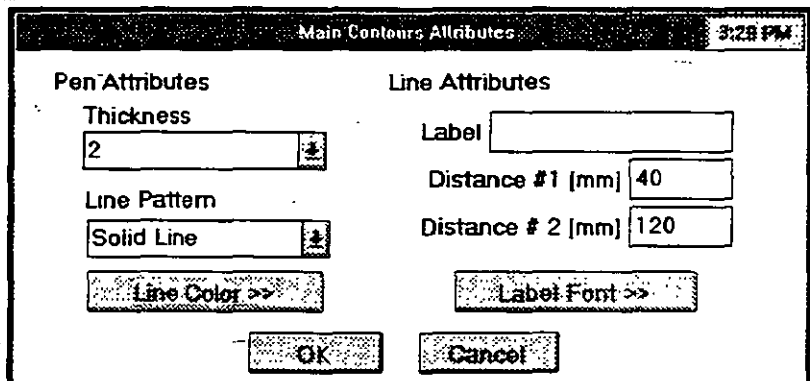 Main Contours Attributes 3:28 PM
Pen Attributes
Thickness
2
Line Pattern
Solid Line
Line Color >>
Line Attributes
Label
Distance #1 [mm] 40
Distance # 2 [mm] 120
Label Font >>
OK Cancel